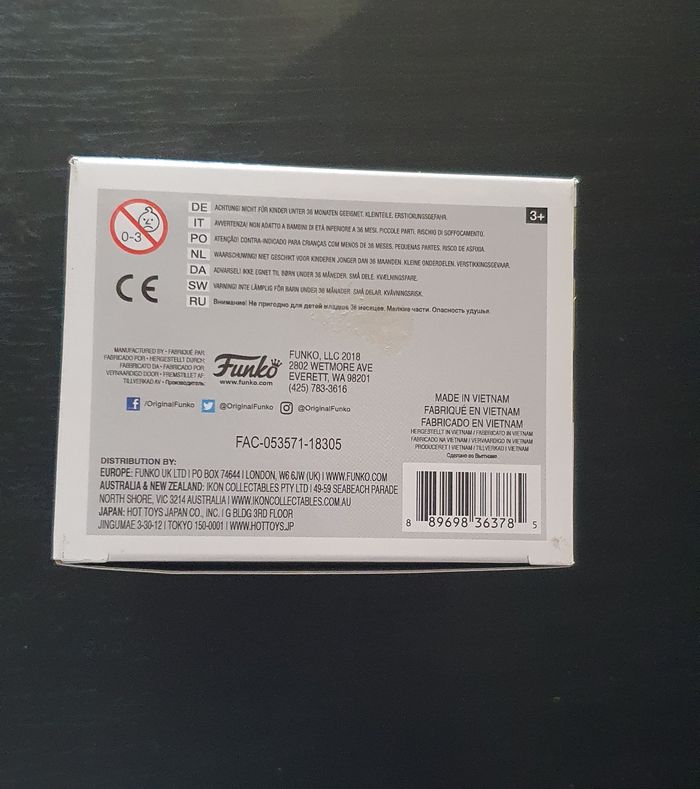 0-3
3+
DE ACHTUNG! NICHT FÜR KINDER UNTER 36 MONATEN GEEIGNET. KLEINTEILE. ERSTICKUNGSGEFAHR.
IT AVVERTENZA! NON ADATTO A BAMBINI DI ETÀ INFERIORE A 36 MESI. PICCOLE PARTI. RISCHIO DI SOFFOCAMENTO.
PO ATENÇÃO! CONTRA-INDICADO PARA CRIANÇAS COM MENOS DE 36 MESES. PEQUENAS PARTES. RISCO DE ASFIXIA.
NL WAARSCHUWING! NIET GESCHIKT VOOR KINDEREN JONGER DAN 36 MAANDEN. KLEINE ONDERDELEN. VERSTIKKINGSGEVAAR.
DA ADVARSEL! IKKE EGNET TIL BØRN UNDER 36 MÅNEDER. SMÅ DELE. KVÆLNINGSFARE.
SW VARNING! INTE LÄMPLIG FÖR BARN UNDER 36 MÅNADER. SMÅ DELAR. KVÄVNINGSRISK.
RU Внимание! Не пригодно для детей младше 36 месяцев. Мелкие части. Опасность удушья
CE
MANUFACTURED BY • FABRIQUÉ PAR
FABRICADO POR • HERGESTELLT DURCH
FABRICATO DA • FABRICADO POR
VERVAARDIGD DOOR • FREMSTILLET AF
TILLVERKAD AV • Производитель:
Funko
www.funko.com
FUNKO, LLC 2018
2802 WETMORE AVE
EVERETT, WA 98201
(425) 783-3616
/OriginalFunko @OriginalFunko @OriginalFunko
FAC-053571-18305
MADE IN VIETNAM
FABRIQUÉ EN VIETNAM
FABRICADO EN VIETNAM
HERGESTELLT IN VIETNAM / FABBRICATO IN VIETNAM
FABRICADO NA VIETNAM / VERVAARDIGD IN VIETNAM
PRODUCERET I VIETNAM / TILLVERKAD I VIETNAM
Сделано во Вьетнаме
DISTRIBUTION BY:
EUROPE: FUNKO UK LTD I PO BOX 74644 I LONDON, W6 6JW (UK) I WWW.FUNKO.COM
AUSTRALIA & NEW ZEALAND: IKON COLLECTABLES PTY LTD I 49-59 SEABEACH PARADE
NORTH SHORE, VIC 3214 AUSTRALIA I WWW.IKONCOLLECTABLES.COM.AU
JAPAN: HOT TOYS JAPAN CO., INC. I G BLDG 3RD FLOOR
JINGUMAE 3-30-12 I TOKYO 150-0001 I WWW.HOTTOYS.JP
8 89698 36378 5